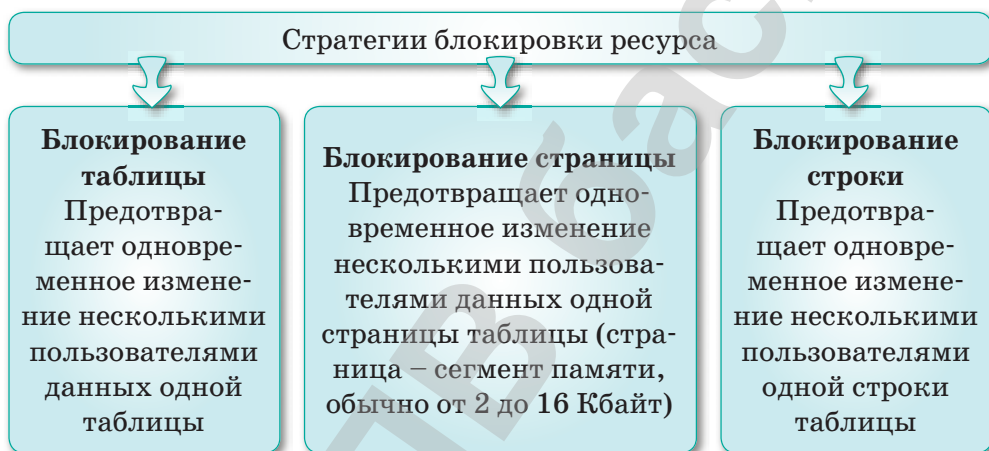 Стратегии блокировки ресурса
Блокирование
таблицы
Предотвра-
щает одновре-
менное измене-
ние несколькими
пользователями
данных одной
таблицы
Блокирование страницы
Предотвращает одно-
временное изменение
несколькими пользова-
телями данных одной
страницы таблицы (стра-
ница – сегмент памяти,
обычно от 2 до 16 Кбайт)
Блокирование
строки
Предотвра-
щает одновре-
менное измене-
ние несколькими
пользователями
одной строки
таблицы